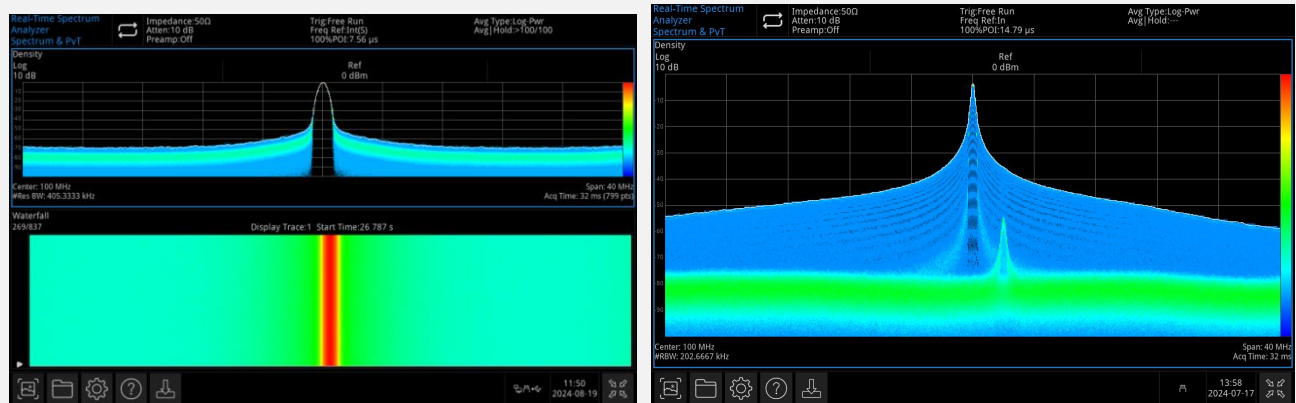 Real-Time Spectrum
Analyzer
Spectrum & PvT
Impedance:50Ω
Atten:10 dB
Preamp:Off
Trig:Free Run
Freq Ref:Int(S)
100%POI:7.56 µs
Avg Type:Log-Pwr
Avg|Hold:>100/100
Density
Log
10 dB
Ref
0 dBm
Center: 100 MHz
#Res BW: 405.3333 kHz
Span: 40 MHz
Acq Time: 32 ms (799 pts)
Waterfall
269/837
Display Trace:1 Start Time:26.787 s
11:50
2024-08-19
Real-Time Spectrum
Analyzer
Spectrum & PvT
Impedance:50Ω
Atten:10 dB
Preamp:Off
Trig:Free Run
Freq Ref:In
100%POI:14.79 µs
Avg Type:Log-Pwr
Avg|Hold:---
Density
Log
10 dB
Ref
0 dBm
-10
-20
-30
-40
-50
-60
-70
-80
-90
Center: 100 MHz
#RBW: 202.6667 kHz
Span: 40 MHz
Acq Time: 32 ms
13:58
2024-07-17